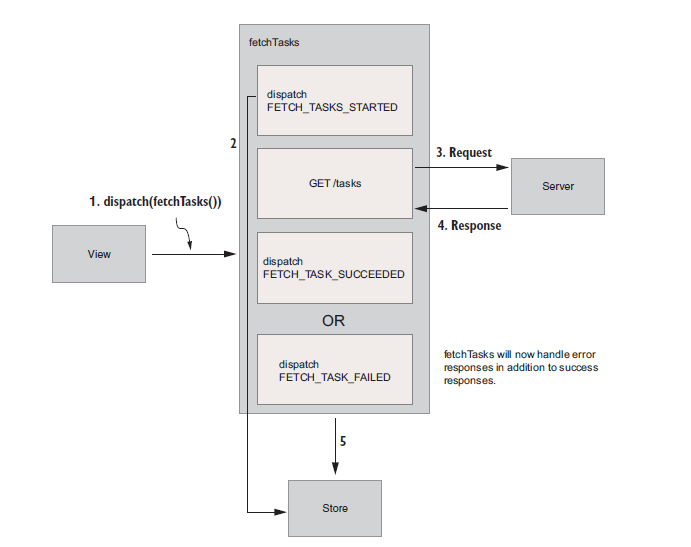 fetchTasks
dispatch
FETCH_TASKS_STARTED
2
3. Request
GET /tasks
Server
1. dispatch(fetchTasks())
4. Response
View
dispatch
FETCH_TASK_SUCCEEDED
OR
fetchTasks will now handle error
responses in addition to success
responses.
dispatch
FETCH_TASK_FAILED
5
Store